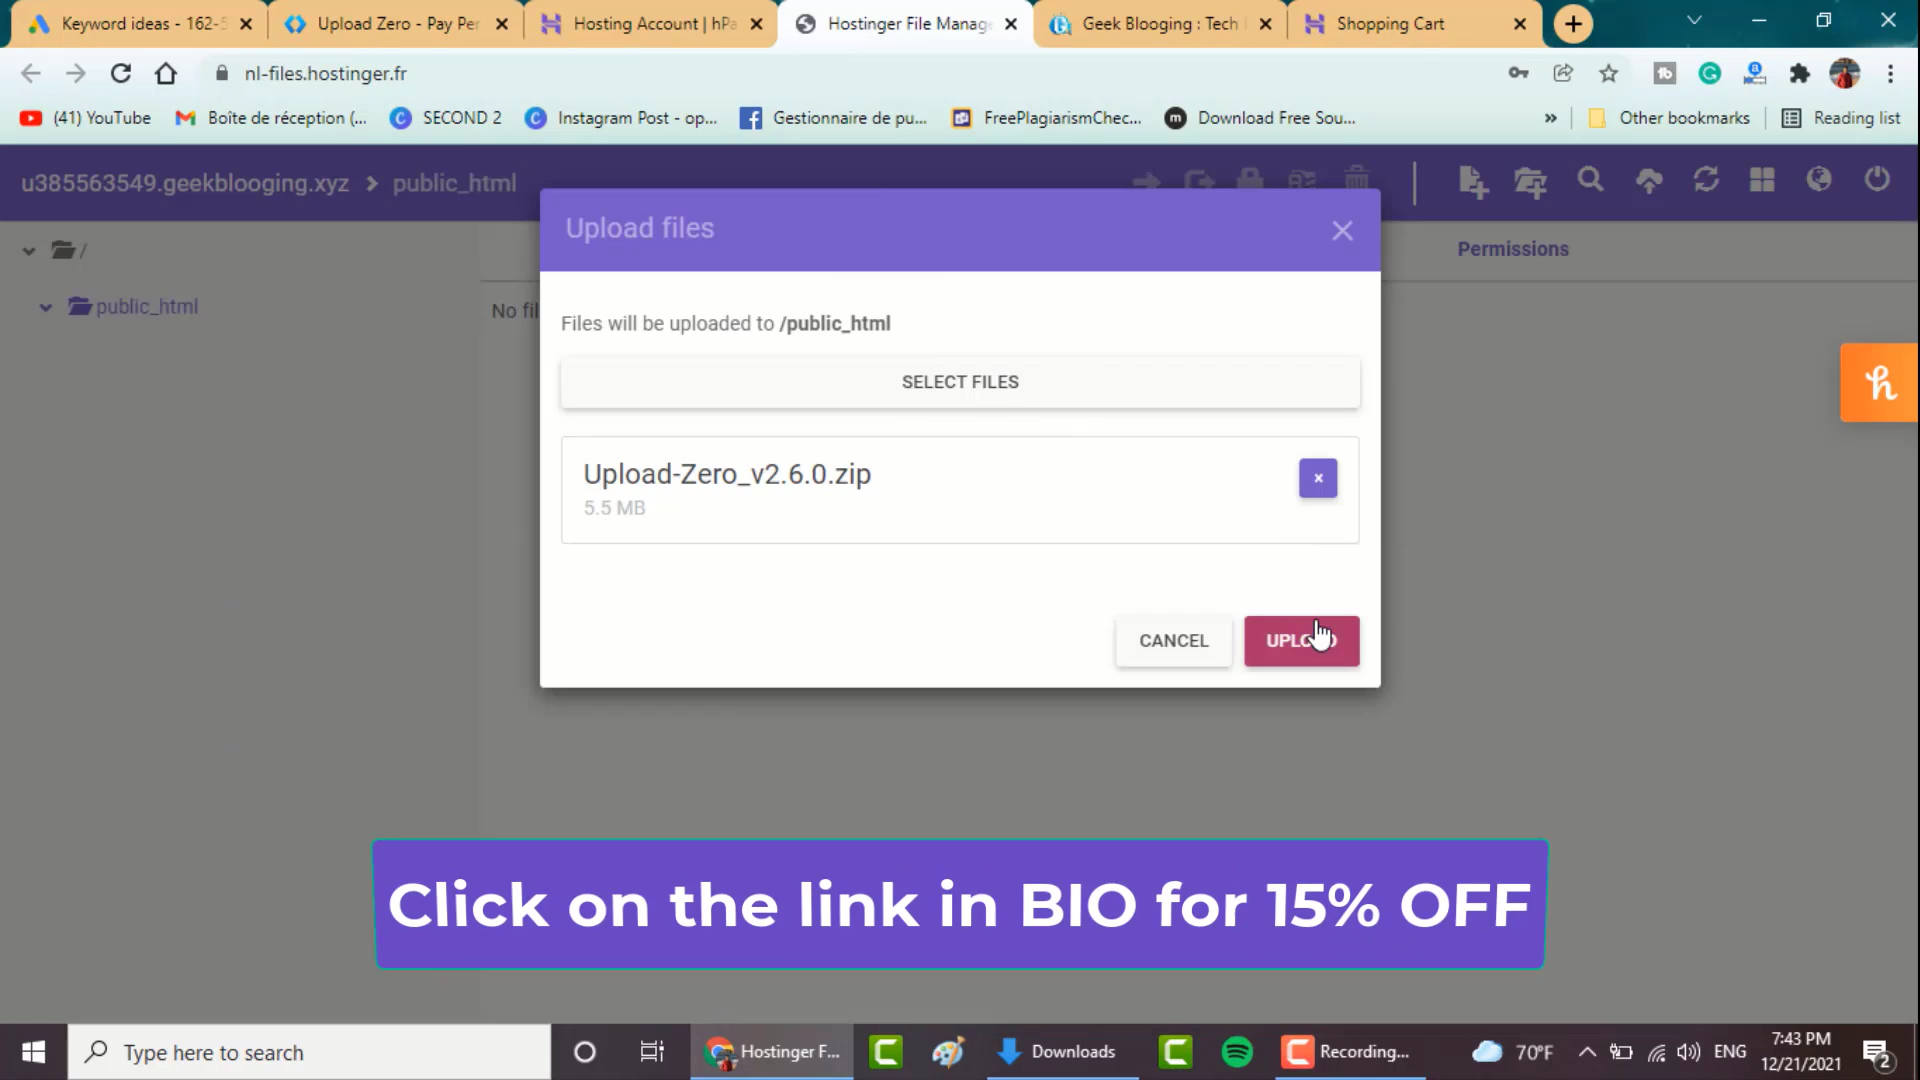 Keyword ideas - 162-5
Upload Zero - Pay Per
Hosting Account | hPa
Hostinger File Manage
Geek Blooging : Tech
Shopping Cart
nl-files.hostinger.fr
(41) YouTube
Boîte de réception (...
SECOND 2
Instagram Post - op...
Gestionnaire de pu...
FreePlagiarismChec...
Download Free Sou...
»
Other bookmarks
Reading list
u385563549.geekblooging.xyz > public_html
/
public_html
No fil
Permissions
Upload files
Files will be uploaded to /public_html
SELECT FILES
Upload-Zero_v2.6.0.zip
5.5 MB
CANCEL
Click on the link in BIO for 15% OFF
Type here to search
Hostinger F...
Downloads
Recording...
70°F
ENG
7:43 PM
12/21/2021
2